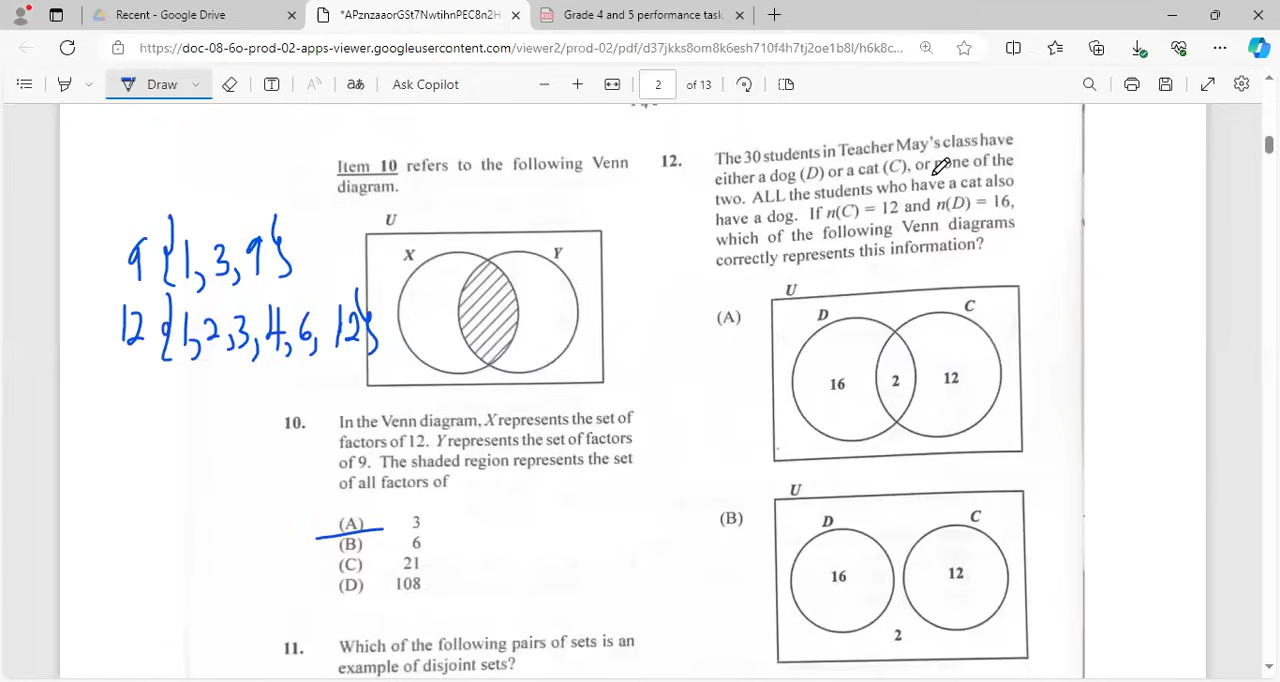 Recent - Google Drive
*APznzaaorGSt7NwtihnPEC8n2H
Grade 4 and 5 performance task
https://doc-08-6o-prod-02-apps-viewer.googleusercontent.com/viewer2/prod-02/pdf/d37jkks8om8k6esh710f4h7tj2oe1b8l/h6k8c...
Draw
aあ
Ask Copilot
2
of 13
Item 10 refers to the following Venn
diagram.
U
X
Y
9 {1, 3, 9}
12 {1, 2, 3, 4, 6, 12}
10. In the Venn diagram, X represents the set of
factors of 12. Y represents the set of factors
of 9. The shaded region represents the set
of all factors of
(A) 3
(B) 6
(C) 21
(D) 108
11. Which of the following pairs of sets is an
example of disjoint sets?
12. The 30 students in Teacher May's class have
either a dog (D) or a cat (C), or none of the
two. ALL the students who have a cat also
have a dog. If n(C) = 12 and n(D) = 16,
which of the following Venn diagrams
correctly represents this information?
(A)
U
D
C
16
2
12
(B)
U
D
C
16
12
2